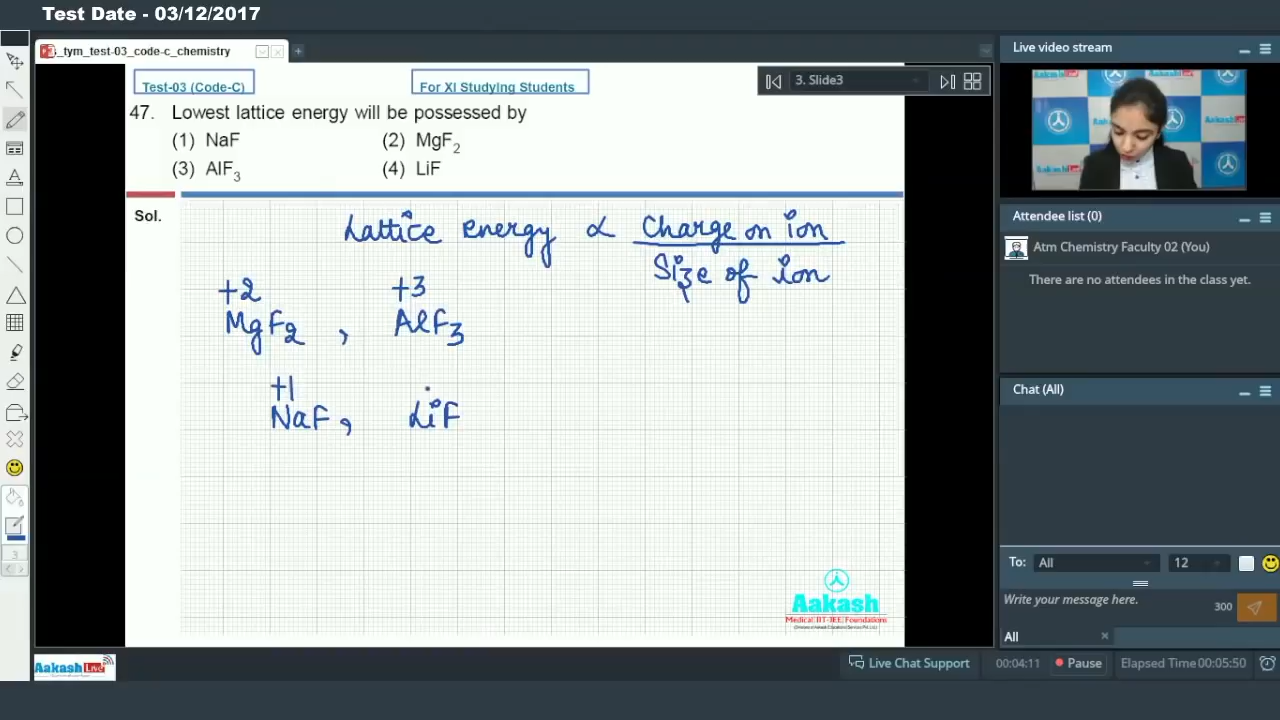 Test Date - 03/12/2017
_tym_test-03_code-c_chemistry
Test-03 (Code-C)
For XI Studying Students
3. Slide3
47. Lowest lattice energy will be possessed by
(1) NaF (2) MgF2
(3) AlF3 (4) LiF
Sol.
Lattice energy ∝ Charge on ion
Size of ion
+2 +3
MgF2 , AlF3
+1
NaF, LiF
Aakash
Medical|IIT-JEE|Foundations
Aakash Live
Live video stream
Attendee list (0)
Atm Chemistry Faculty 02 (You)
There are no attendees in the class yet.
Chat (All)
To: All 12
Write your message here.
300
All
Live Chat Support 00:04:11 Pause Elapsed Time 00:05:50
3